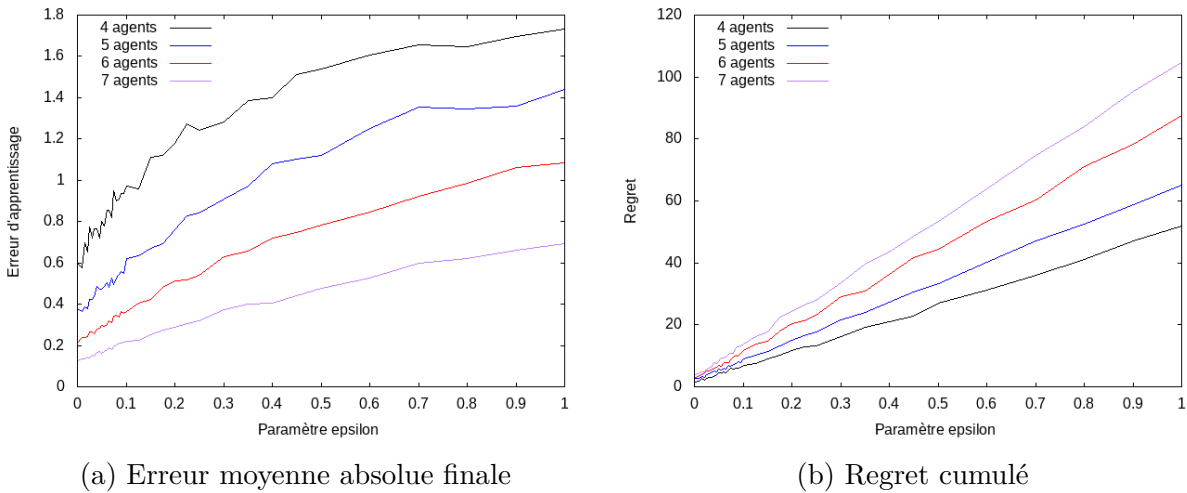 1.8
1.6
1.4
1.2
1
0.8
0.6
0.4
0.2
0
4 agents
5 agents
6 agents
7 agents
Erreur d'apprentissage
0 0.1 0.2 0.3 0.4 0.5 0.6 0.7 0.8 0.9 1
Paramètre epsilon
(a) Erreur moyenne absolue finale
120
100
80
60
40
20
0
4 agents
5 agents
6 agents
7 agents
Regret
0 0.1 0.2 0.3 0.4 0.5 0.6 0.7 0.8 0.9 1
Paramètre epsilon
(b) Regret cumulé